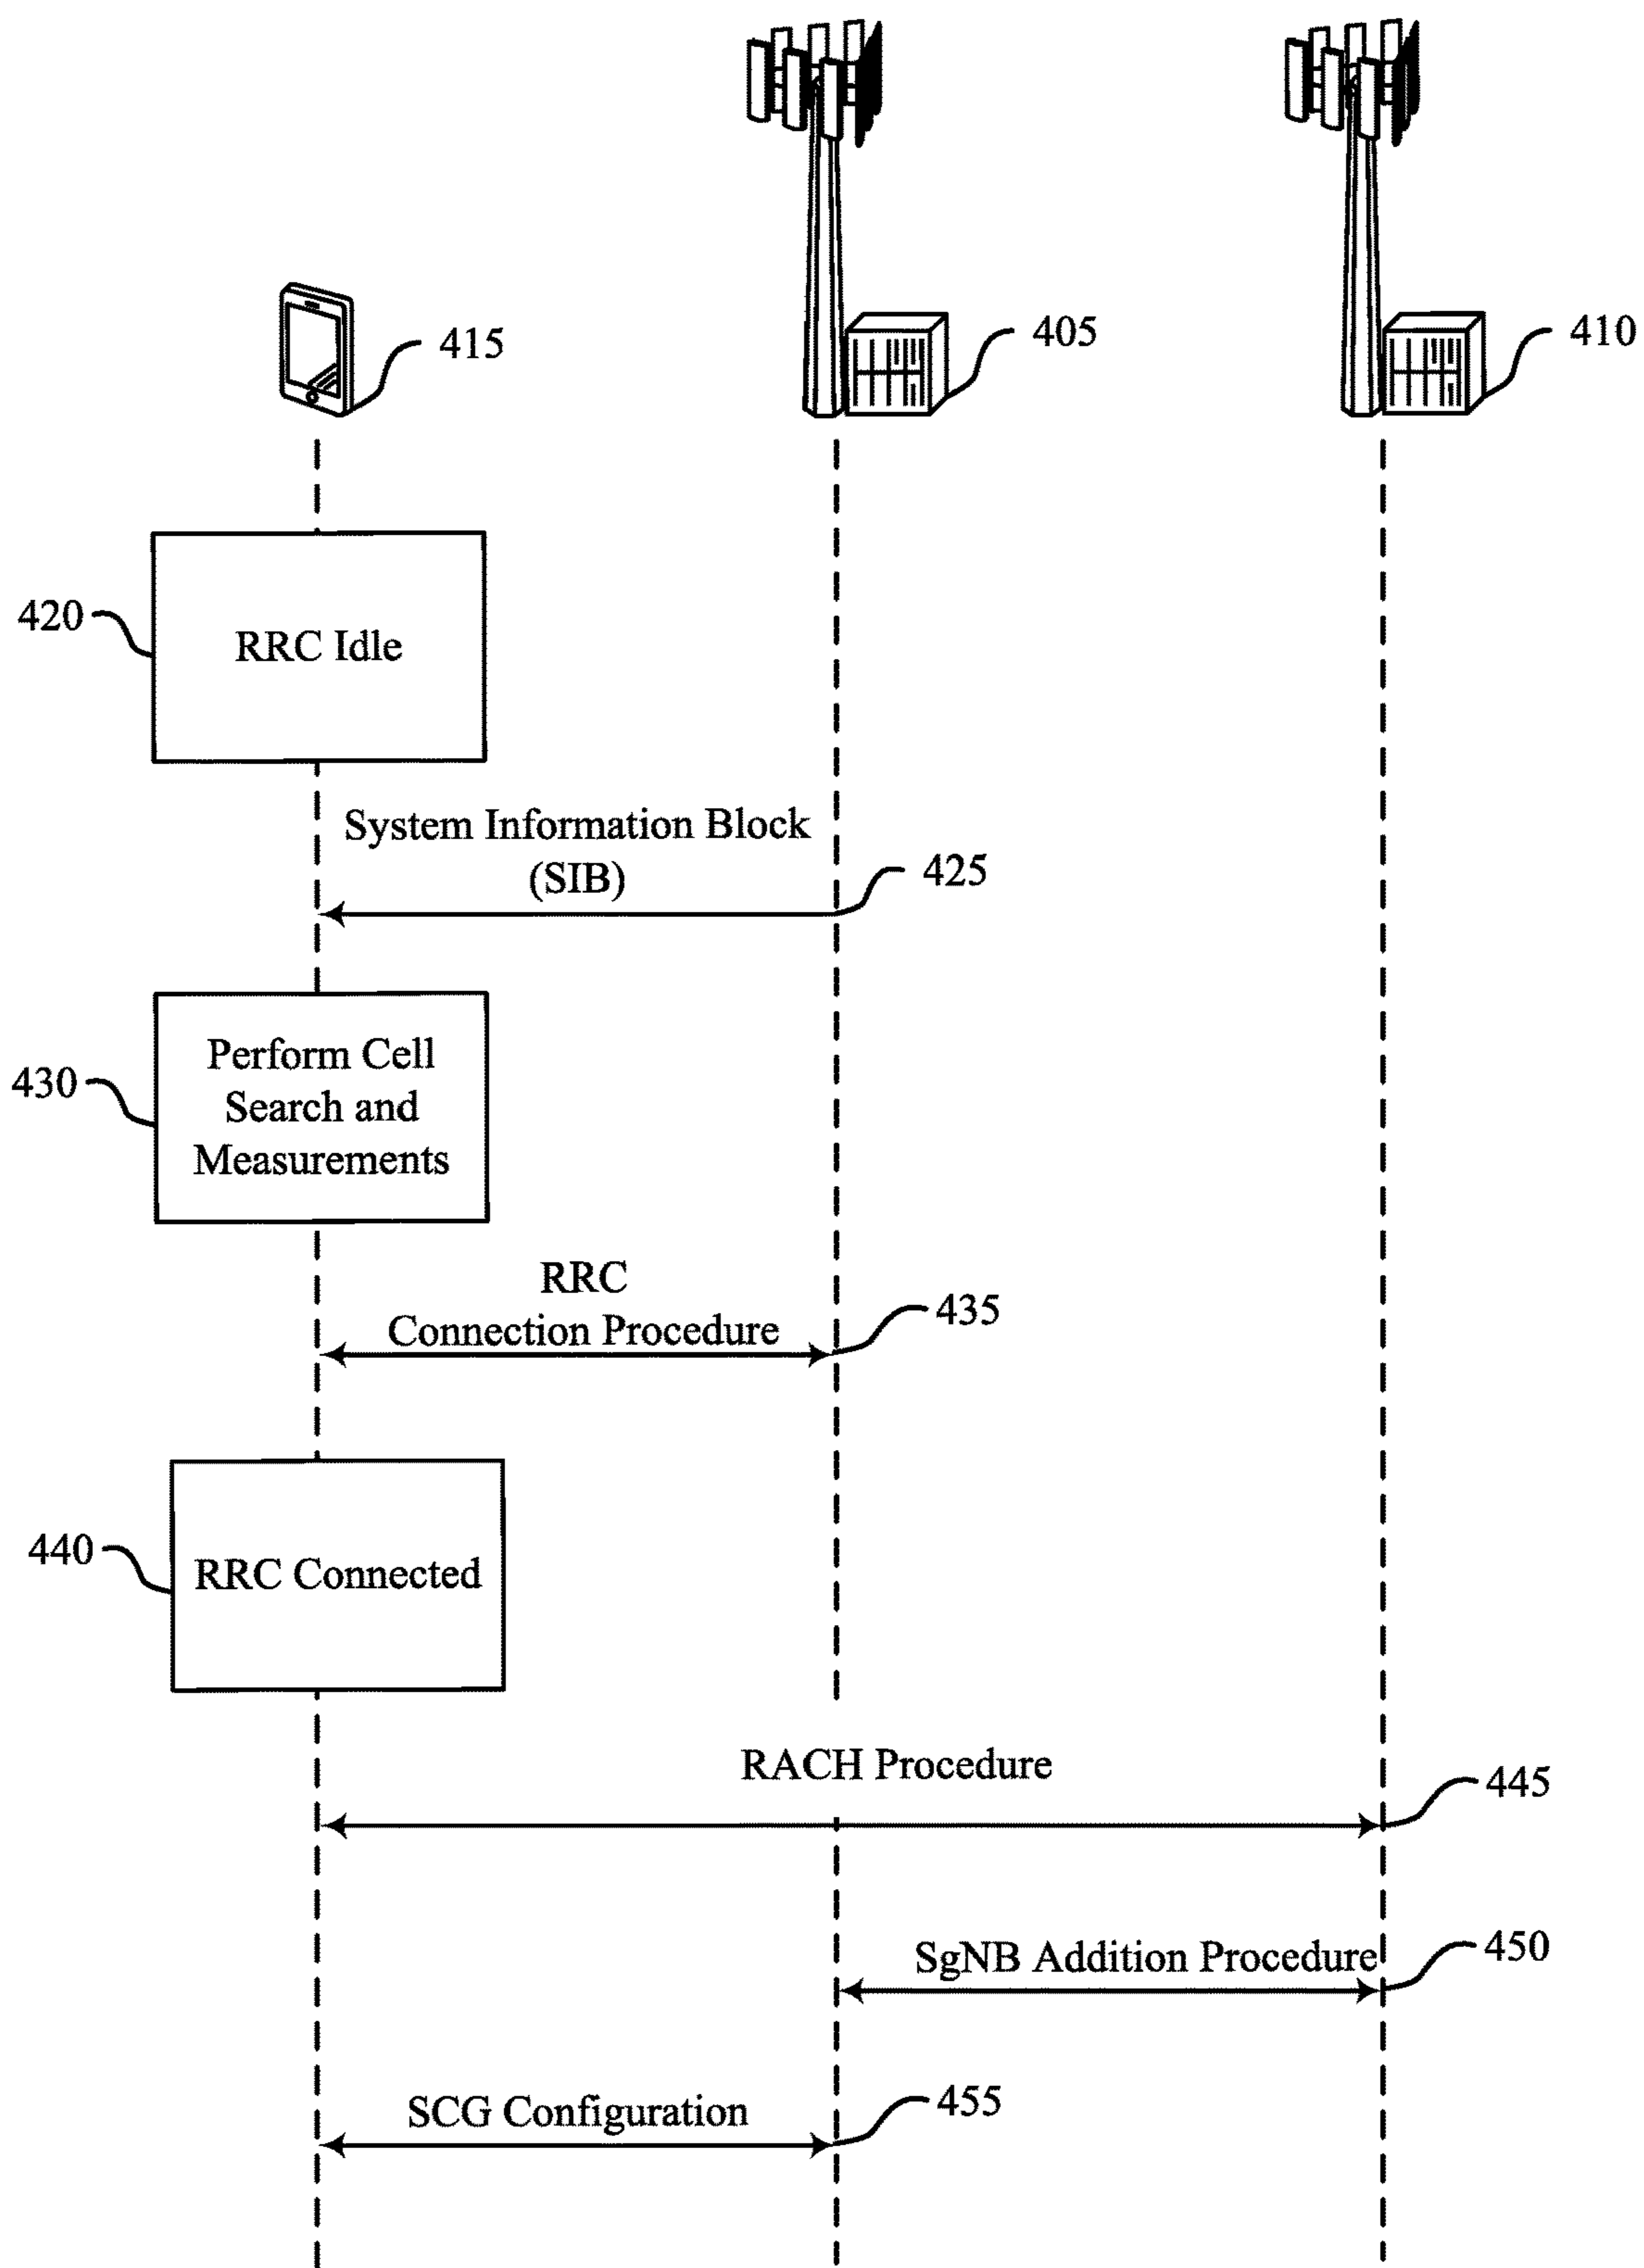 415
405
410
420
RRC Idle
System Information Block
(SIB)
425
430
Perform Cell
Search and
Measurements
RRC
Connection Procedure
435
440
RRC Connected
RACH Procedure
445
SgNB Addition Procedure
450
SCG Configuration
455